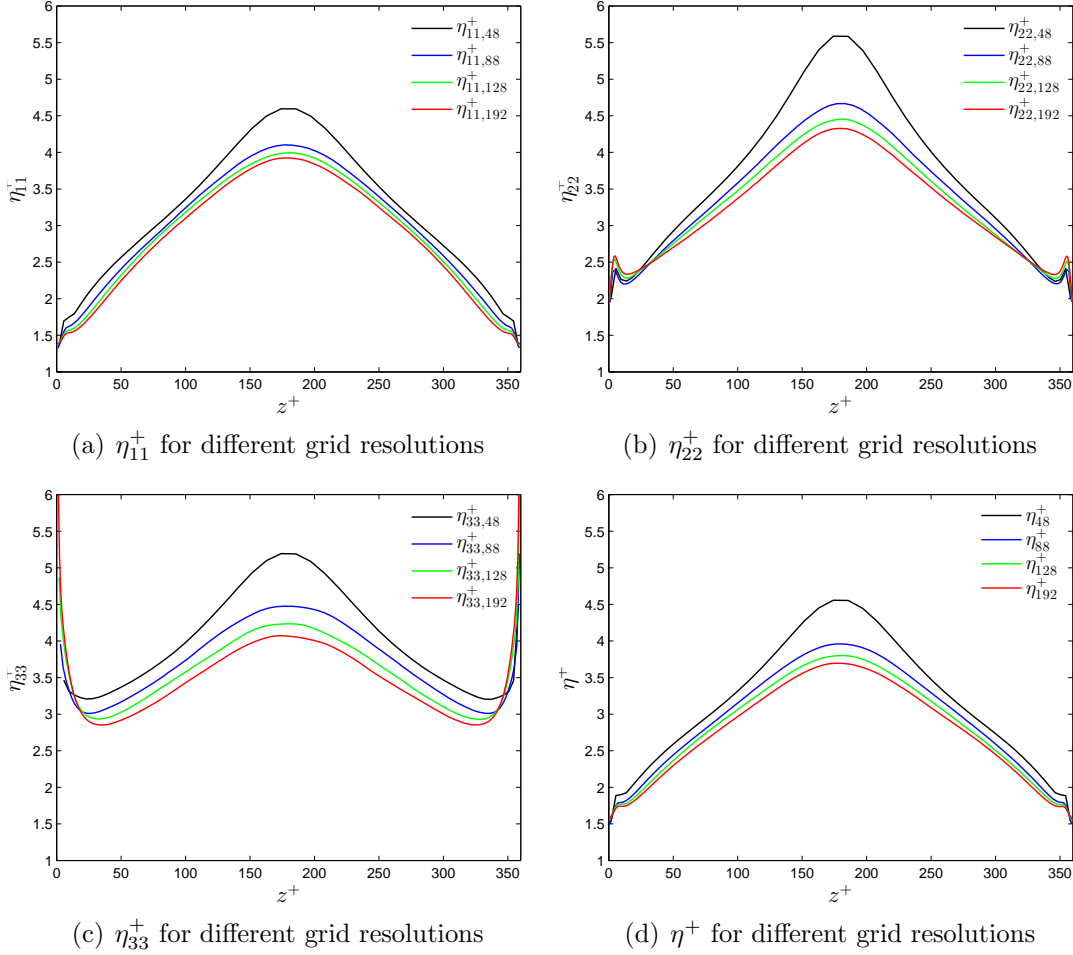 6
5.5
5
4.5
4
3.5
3
2.5
2
1.5
1
0 50 100 150 200 250 300 350
z⁺
η₁₁⁺
η⁺₁₁,₄₈
η⁺₁₁,₈₈
η⁺₁₁,₁₂₈
η⁺₁₁,₁₉₂
(a) η⁺₁₁ for different grid resolutions
6
5.5
5
4.5
4
3.5
3
2.5
2
1.5
1
0 50 100 150 200 250 300 350
z⁺
η₂₂⁺
η⁺₂₂,₄₈
η⁺₂₂,₈₈
η⁺₂₂,₁₂₈
η⁺₂₂,₁₉₂
(b) η⁺₂₂ for different grid resolutions
6
5.5
5
4.5
4
3.5
3
2.5
2
1.5
1
0 50 100 150 200 250 300 350
z⁺
η₃₃⁺
η⁺₃₃,₄₈
η⁺₃₃,₈₈
η⁺₃₃,₁₂₈
η⁺₃₃,₁₉₂
(c) η⁺₃₃ for different grid resolutions
6
5.5
5
4.5
4
3.5
3
2.5
2
1.5
1
0 50 100 150 200 250 300 350
z⁺
η⁺
η⁺₄₈
η⁺₈₈
η⁺₁₂₈
η⁺₁₉₂
(d) η⁺ for different grid resolutions